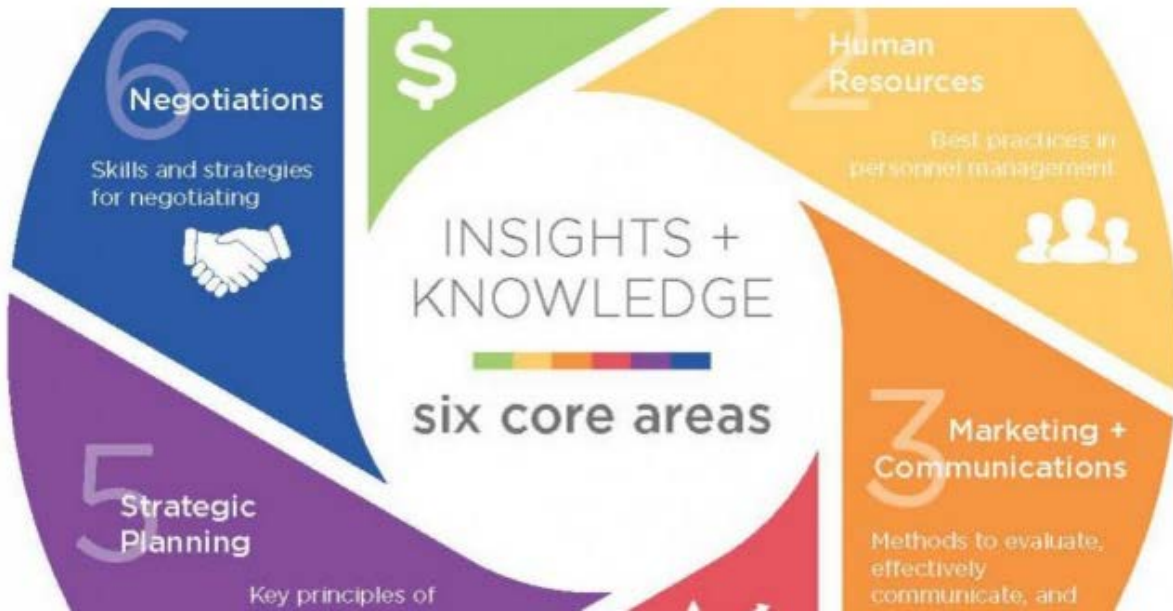 6
Negotiations
Skills and strategies
for negotiating
$
2
Human
Resources
Best practices in
personnel management
INSIGHTS +
KNOWLEDGE
six core areas
3
Marketing +
Communications
Methods to evaluate,
effectively
communicate, and
5
Strategic
Planning
Key principles of